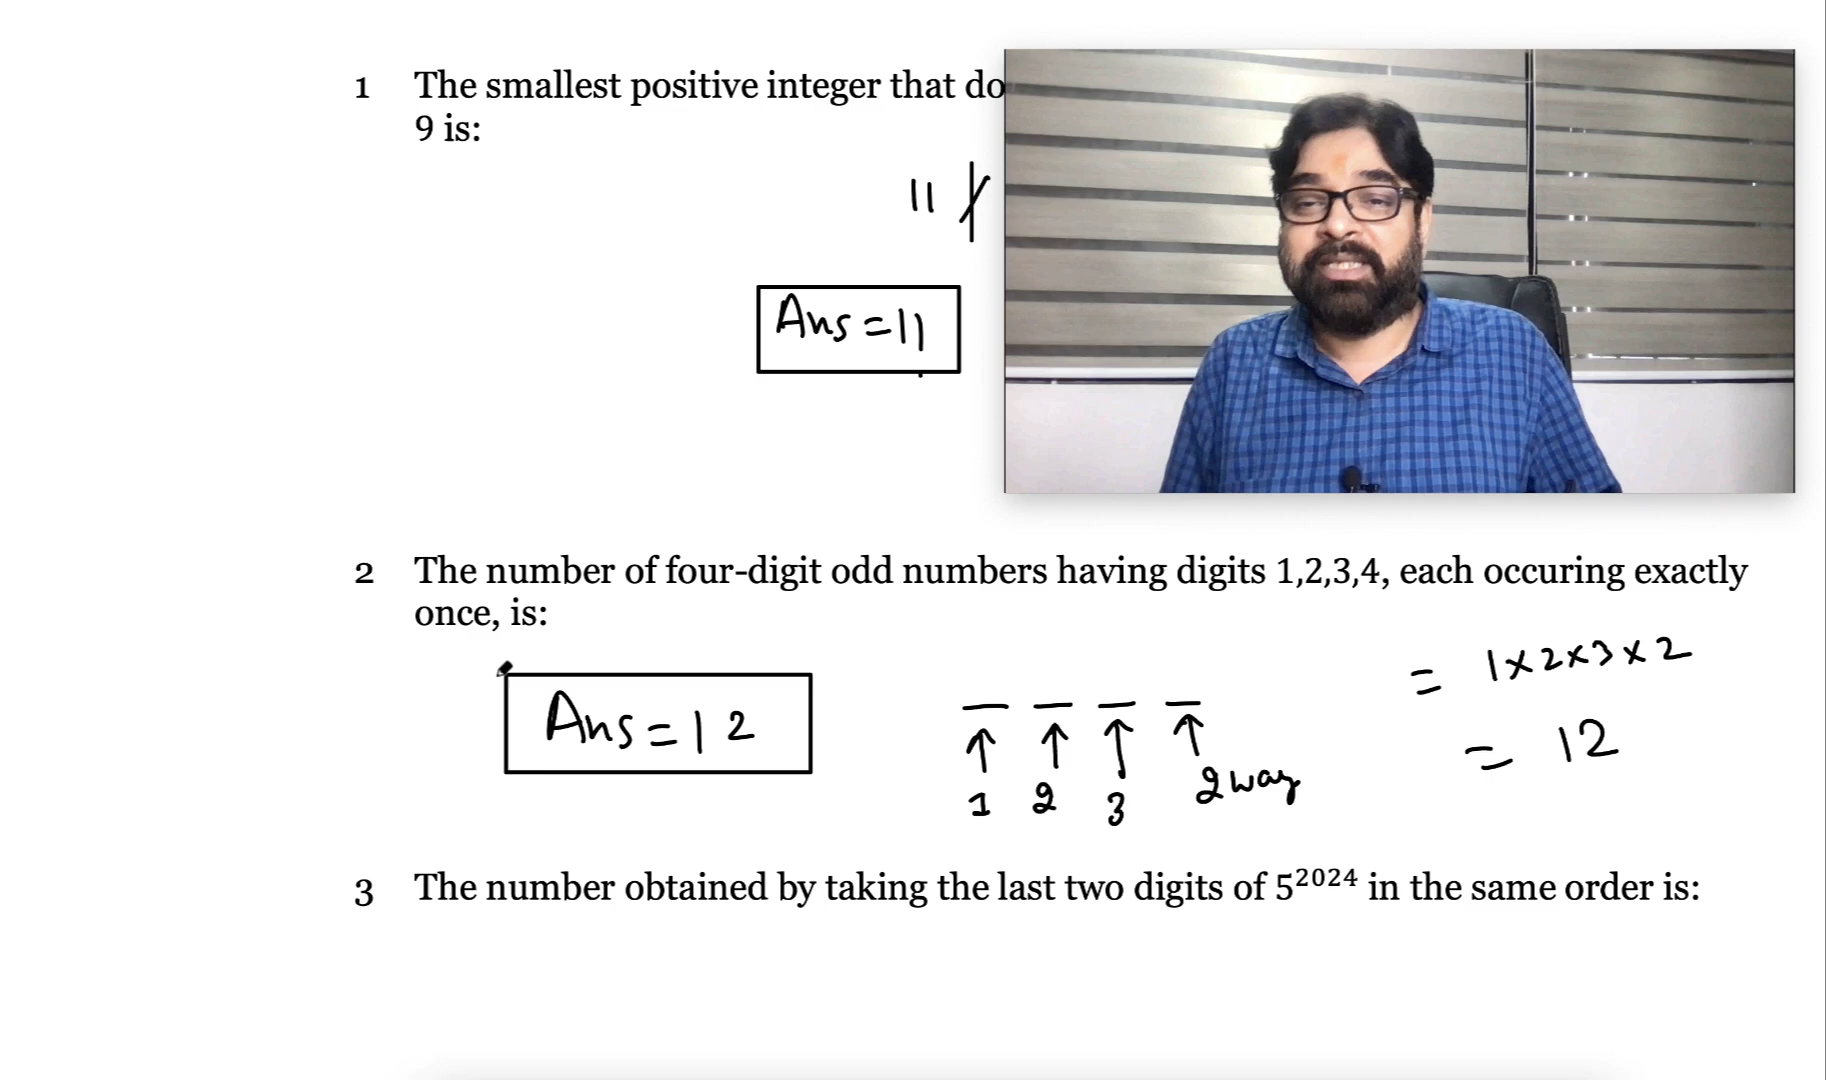 1 The smallest positive integer that do
9 is:
11 ∤
Ans = 11
2 The number of four-digit odd numbers having digits 1,2,3,4, each occuring exactly
once, is:
= 1×2×3×2
Ans = 12
↑ ↑ ↑ ↑
= 12
1 2 3 2 way
3 The number obtained by taking the last two digits of 5²⁰²⁴ in the same order is: